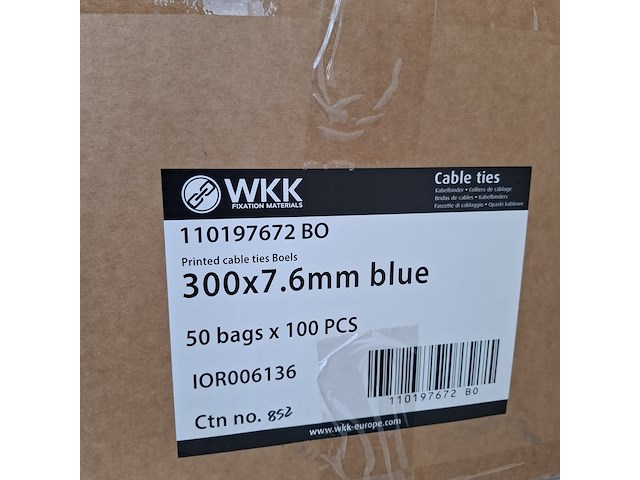 WKK
FIXATION MATERIALS
Cable ties
Kabelbinder • Colliers de câblage
Bridas de cables • Kabelbinders
Fascette di cablaggio • Opaski kablowe
110197672 BO
Printed cable ties Boels
300x7.6mm blue
50 bags x 100 PCS
IOR006136
110197672 BO
Ctn no. 852
www.wkk-europe.com